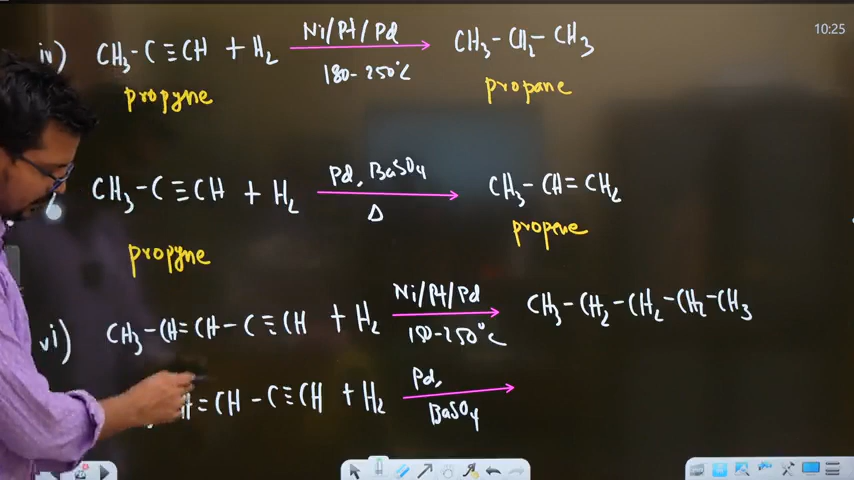 10:25
iv) CH3-C≡CH + H2 Ni/Pt/Pd 180-250°C CH3-CH2-CH3
propyne propane
CH3-C≡CH + H2 Pd, BaSO4 Δ CH3-CH=CH2
propyne propene
vi) CH3-CH=CH-C≡CH + H2 Ni/Pt/Pd 180-250°C CH3-CH2-CH2-CH2-CH3
=CH-C≡CH + H2 Pd, BaSO4